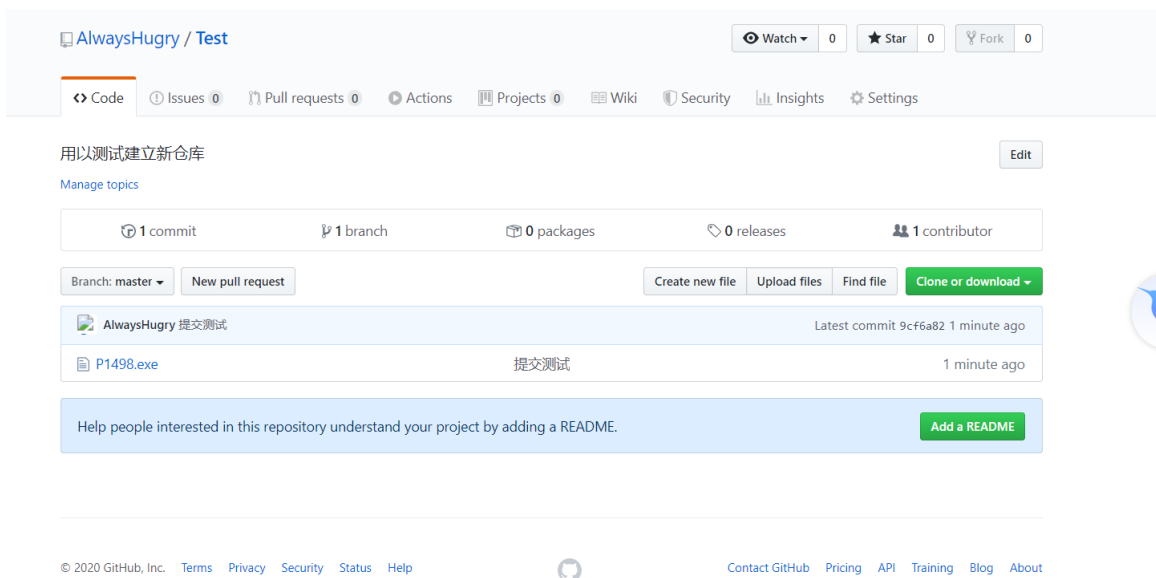 AlwaysHugry / Test
Watch 0 Star 0 Fork 0
Code Issues 0 Pull requests 0 Actions Projects 0 Wiki Security Insights Settings
用以测试建立新仓库 Edit
Manage topics
1 commit 1 branch 0 packages 0 releases 1 contributor
Branch: master New pull request Create new file Upload files Find file Clone or download
AlwaysHugry 提交测试 Latest commit 9cf6a82 1 minute ago
P1498.exe 提交测试 1 minute ago
Help people interested in this repository understand your project by adding a README. Add a README
© 2020 GitHub, Inc. Terms Privacy Security Status Help Contact GitHub Pricing API Training Blog About